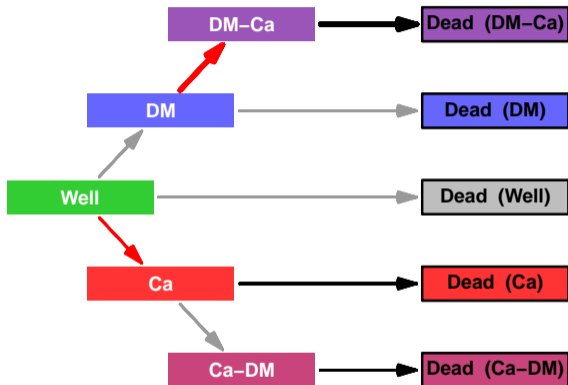 DM–Ca Dead (DM–Ca)
DM Dead (DM)
Well Dead (Well)
Ca Dead (Ca)
Ca–DM Dead (Ca–DM)